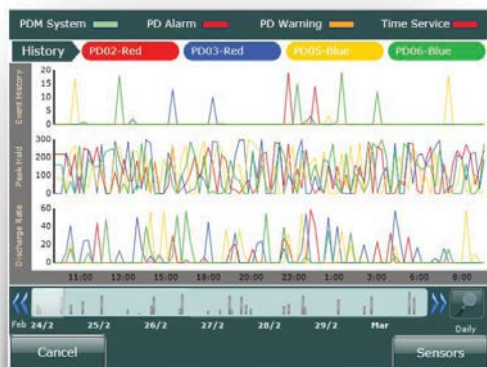 PDM System PD Alarm PD Warning Time Service
History PD02-Red PD03-Red PD05-Blue PD06-Blue
Event History
20
15
10
5
0
Peak Hold
300
200
100
0
Discharge Rate
60
40
20
0
11:00 13:00 15:00 18:00 20:00 23:00 1:00 3:00 6:00 8:00
Feb 24/2 25/2 26/2 27/2 28/2 29/2 Mar Daily
Cancel Sensors